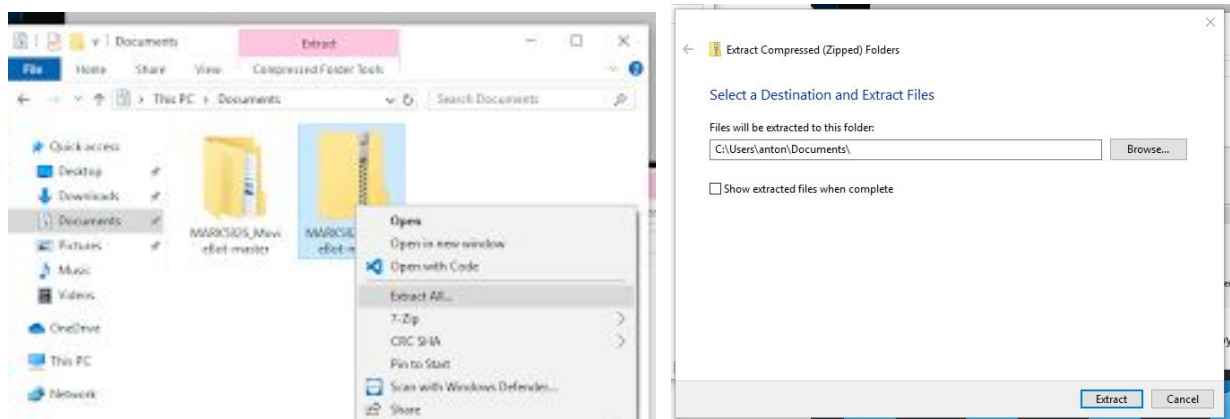 Documents
Extract
File
Home
Share
View
Compressed Folder Tools
This PC
Documents
Search Documents
Quick access
Desktop
Downloads
Documents
Pictures
Music
Videos
OneDrive
This PC
Network
MARK5826_Movi
eBot-master
Open
Open in new window
Open with Code
Extract All...
7-Zip
CRC SHA
Pin to Start
Scan with Windows Defender...
Share
Extract Compressed (Zipped) Folders
Select a Destination and Extract Files
Files will be extracted to this folder:
C:\Users\anton\Documents\
Browse...
Show extracted files when complete
Extract
Cancel